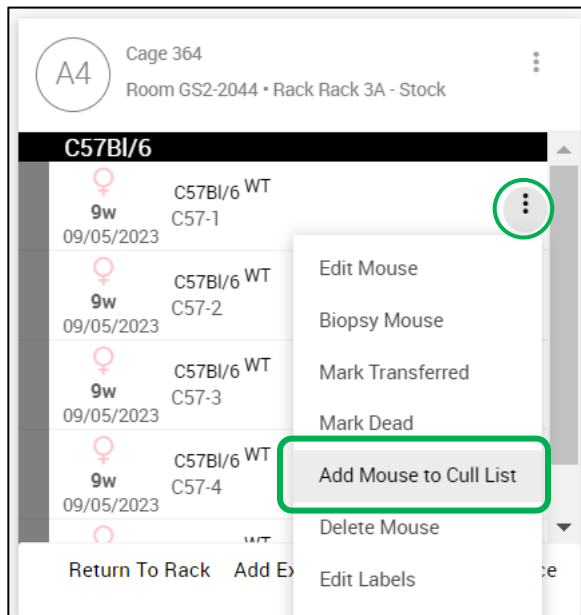 A4
Cage 364
Room GS2-2044 • Rack Rack 3A - Stock
C57Bl/6
C57Bl/6 WT
9w
C57-1
09/05/2023
Edit Mouse
C57Bl/6 WT
9w
C57-2
Biopsy Mouse
09/05/2023
Mark Transferred
C57Bl/6 WT
9w
C57-3
09/05/2023
Mark Dead
C57Bl/6 WT
Add Mouse to Cull List
9w
C57-4
09/05/2023
Delete Mouse
Return To Rack Add
Edit Labels